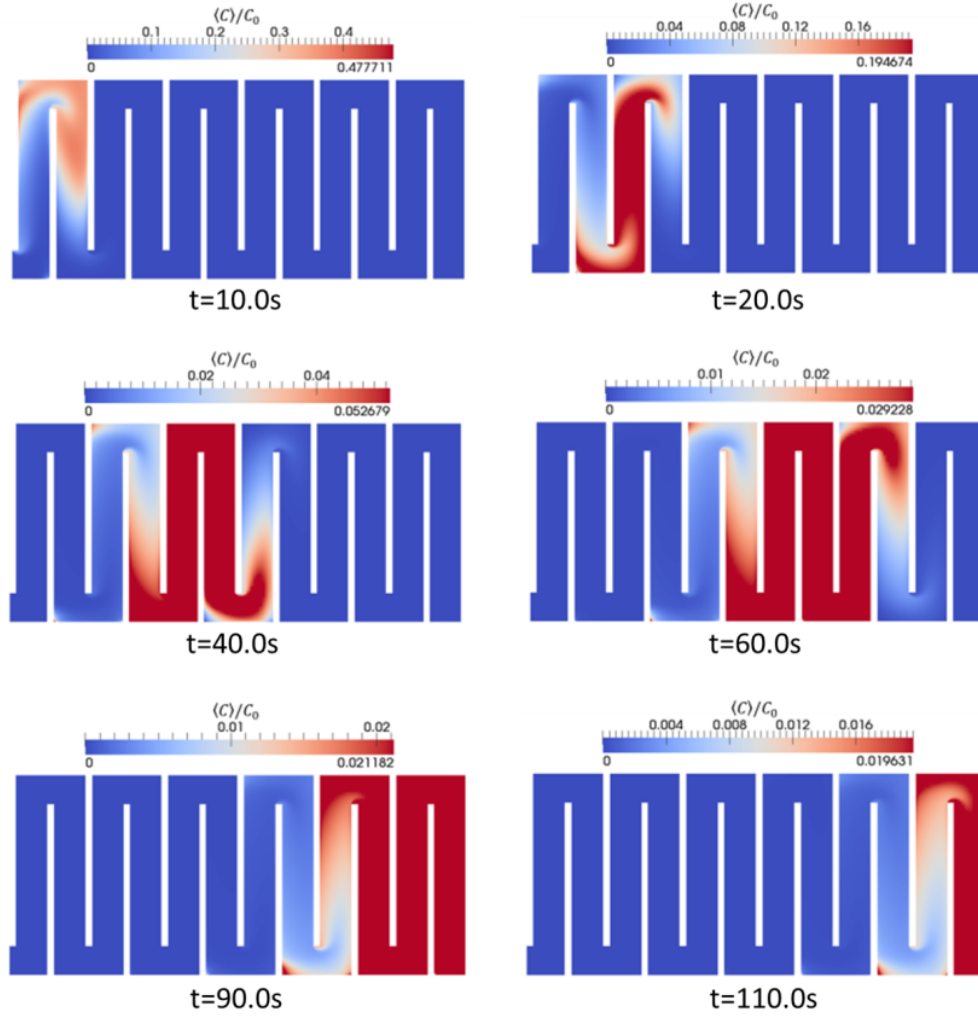 ⟨C⟩/C₀
0.1 0.2 0.3 0.4
0 0.477711
t=10.0s
⟨C⟩/C₀
0.04 0.08 0.12 0.16
0 0.194674
t=20.0s
⟨C⟩/C₀
0.02 0.04
0 0.052679
t=40.0s
⟨C⟩/C₀
0.01 0.02
0 0.029228
t=60.0s
⟨C⟩/C₀
0.01 0.02
0 0.021182
t=90.0s
⟨C⟩/C₀
0.004 0.008 0.012 0.016
0 0.019631
t=110.0s